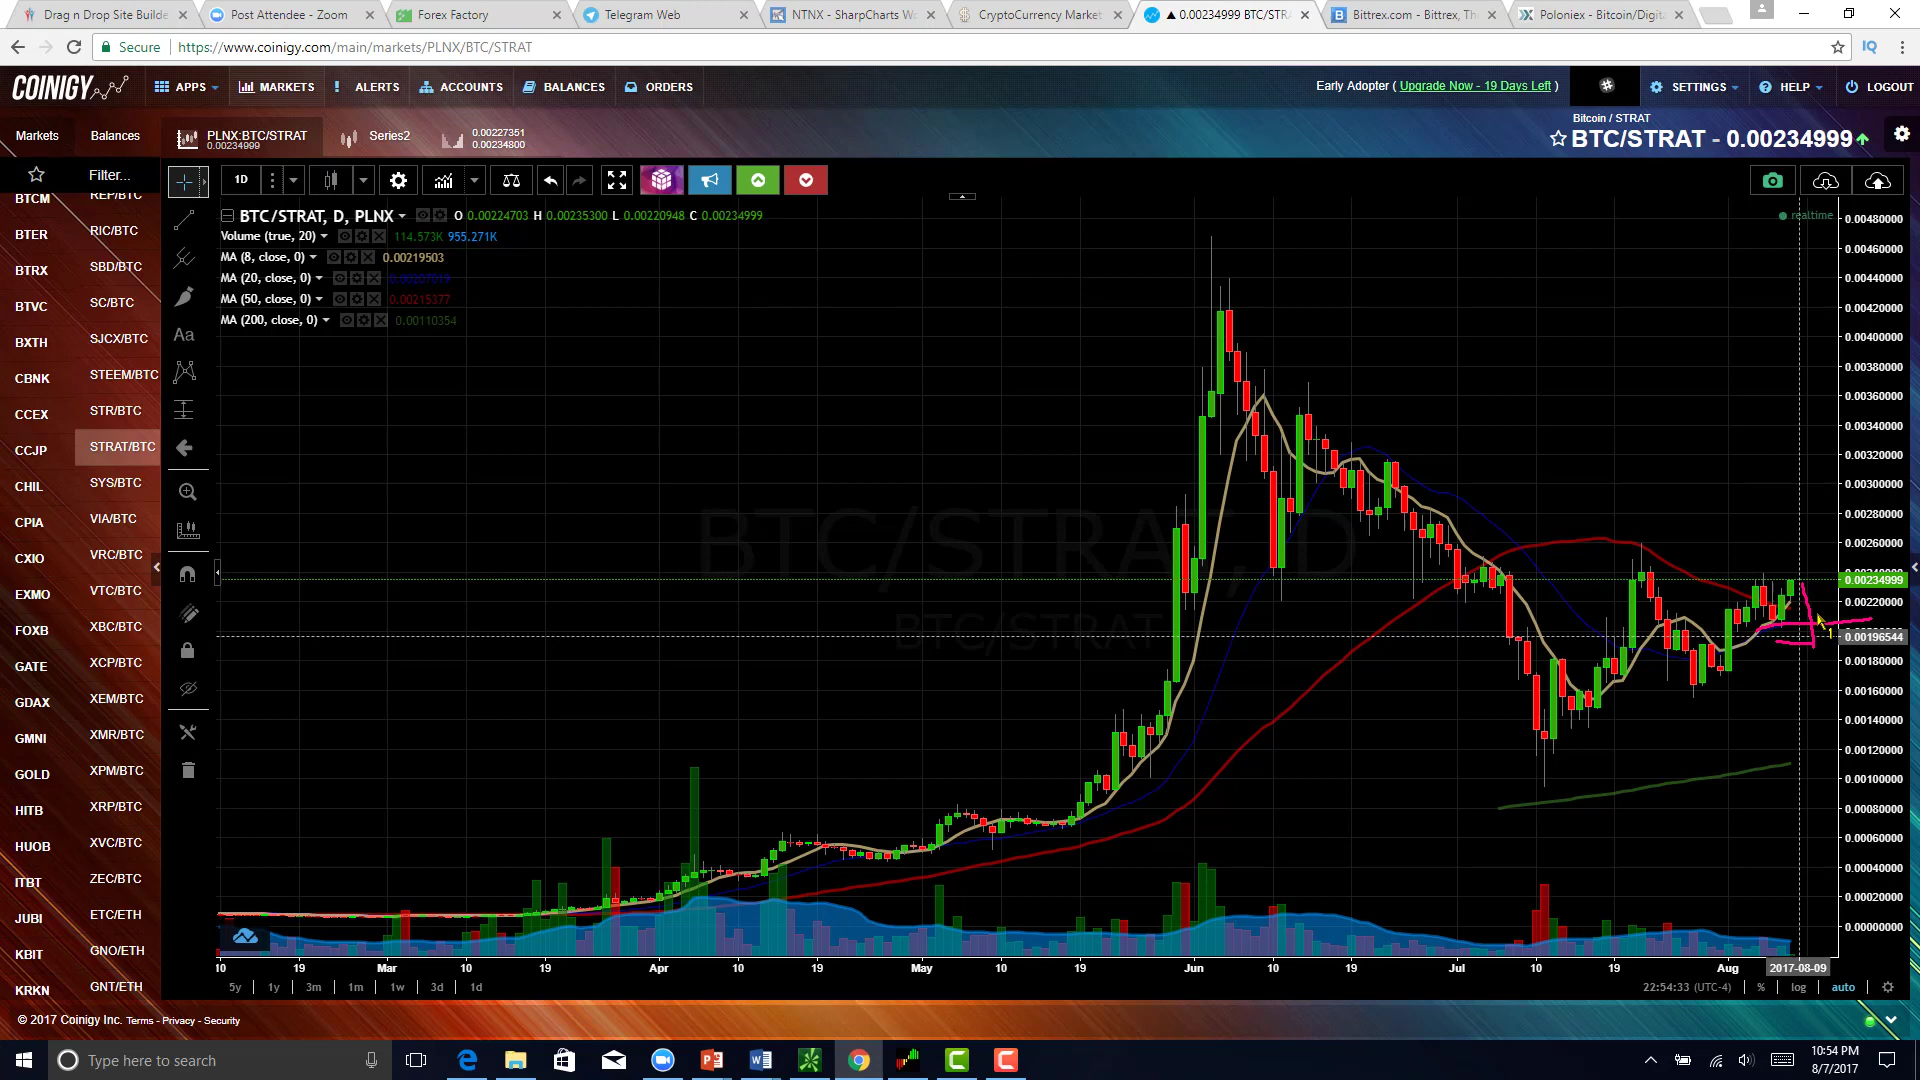 Drag n Drop Site Builde
Post Attendee - Zoom
Forex Factory
Telegram Web
NTNX - SharpCharts Wo
CryptoCurrency Market
▲ 0.00234999 BTC/STRA
Bittrex.com - Bittrex, The
Poloniex - Bitcoin/Digita
Secure
https://www.coinigy.com/main/markets/PLNX/BTC/STRAT
COINIGY
APPS
MARKETS
ALERTS
ACCOUNTS
BALANCES
ORDERS
Early Adopter ( Upgrade Now - 19 Days Left )
SETTINGS
HELP
LOGOUT
Markets
Balances
PLNX:BTC/STRAT
0.00234999
Series2
0.00227351
0.00234800
Bitcoin / STRAT
BTC/STRAT - 0.00234999
Filter...
1D
BTCM
REP/BTC
BTER
RIC/BTC
BTRX
SBD/BTC
BTVC
SC/BTC
BXTH
SJCX/BTC
CBNK
STEEM/BTC
CCEX
STR/BTC
CCJP
STRAT/BTC
CHIL
SYS/BTC
CPIA
VIA/BTC
CXIO
VRC/BTC
EXMO
VTC/BTC
FOXB
XBC/BTC
GATE
XCP/BTC
GDAX
XEM/BTC
GMNI
XMR/BTC
GOLD
XPM/BTC
HITB
XRP/BTC
HUOB
XVC/BTC
ITBT
ZEC/BTC
JUBI
ETC/ETH
KBIT
GNO/ETH
KRKN
GNT/ETH
Aa
BTC/STRAT, D, PLNX
O 0.00224703 H 0.00235300 L 0.00220948 C 0.00234999
Volume (true, 20) 114.573K 955.271K
MA (8, close, 0) 0.00219503
MA (20, close, 0)
MA (50, close, 0) 0.00215377
MA (200, close, 0) 0.00110354
realtime
BTC/STRAT, D
BTC/STRAT
0.00480000
0.00460000
0.00440000
0.00420000
0.00400000
0.00380000
0.00360000
0.00340000
0.00320000
0.00300000
0.00280000
0.00260000
0.00234999
0.00220000
0.00196544
0.00180000
0.00160000
0.00140000
0.00120000
0.00100000
0.00080000
0.00060000
0.00040000
0.00020000
0.00000000
1
10
19
Mar
10
19
Apr
10
19
May
10
19
Jun
10
19
Jul
10
19
Aug
2017-08-09
5y
1y
3m
1m
1w
3d
1d
22:54:33 (UTC-4)
%
log
auto
© 2017 Coinigy Inc. Terms - Privacy - Security
Type here to search
10:54 PM
8/7/2017